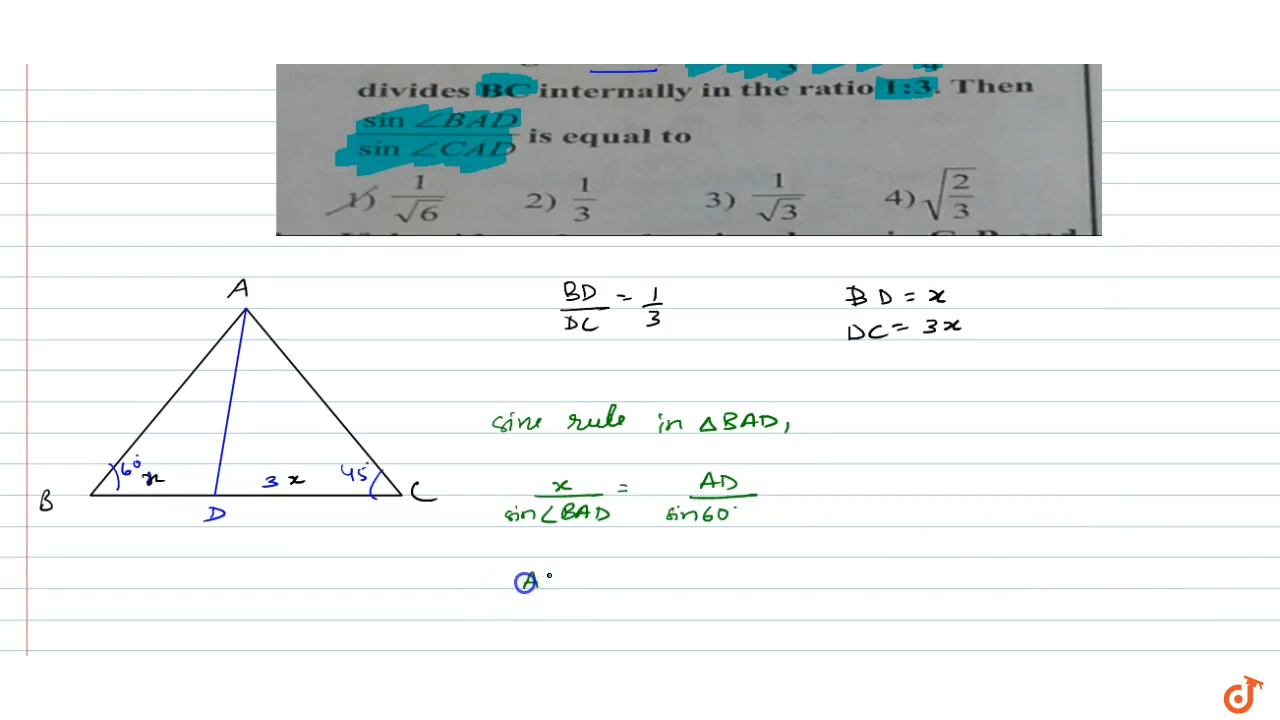 divides BC internally in the ratio 1:3. Then
sin ∠BAD
sin ∠CAD
is equal to
1) 1/√6 2) 1/3 3) 1/√3 4) √(2/3)
A
60° x 3x 45°
B D C
BD/DC = 1/3
BD = x
DC = 3x
sine rule in △BAD,
x/sin∠BAD = AD/sin60°
A